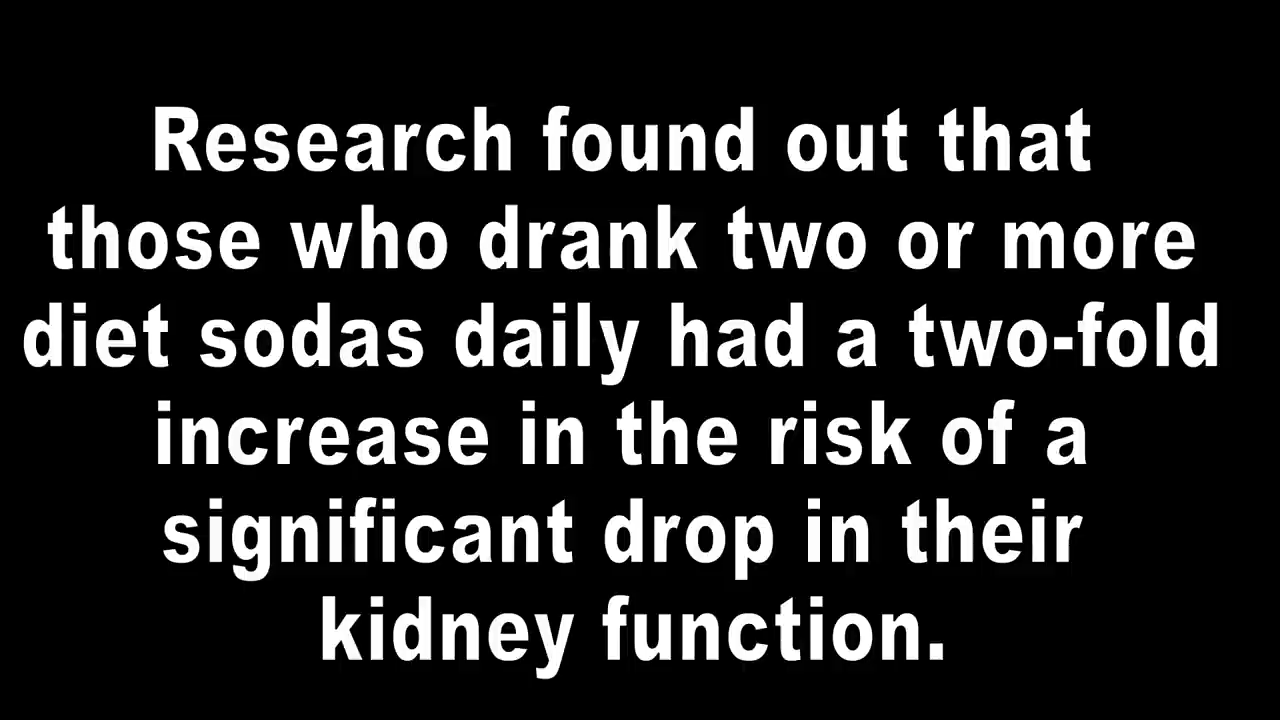 Research found out that
those who drank two or more
diet sodas daily had a two-fold
increase in the risk of a
significant drop in their
kidney function.